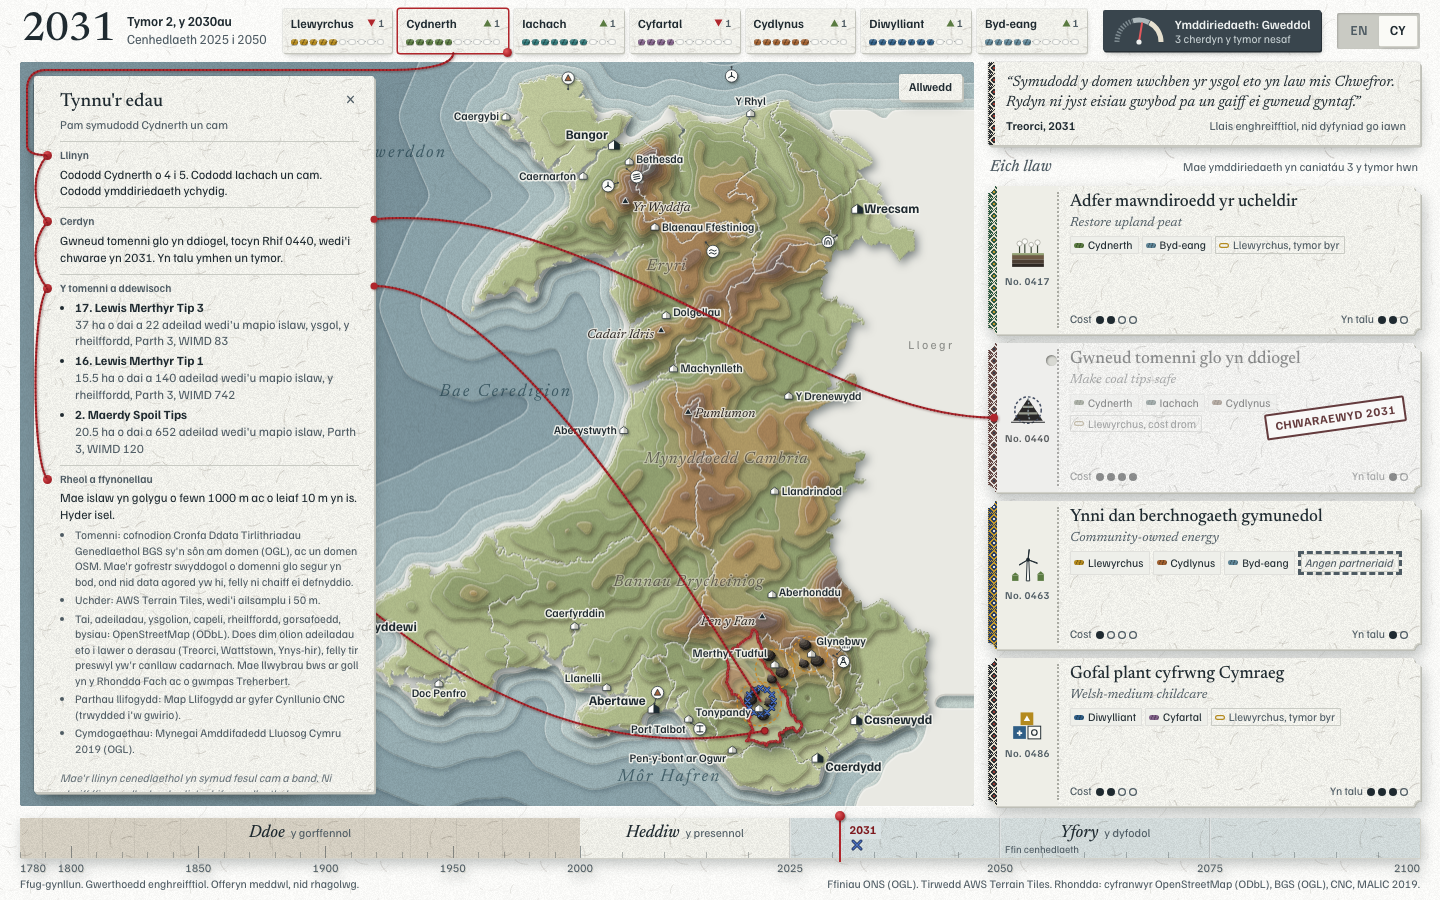 2031
Tymor 2, y 2030au
Cenhedlaeth 2025 i 2050
Llewyrchus
1
Cydnerth
1
Iachach
1
Cyfartal
1
Cydlynus
1
Diwylliant
1
Byd-eang
1
Ymddiriedaeth: Gweddol
3 cherdyn y tymor nesaf
EN
CY
Tynnu'r edau
×
Pam symudodd Cydnerth un cam
Llinyn
Cododd Cydnerth o 4 i 5. Cododd Iachach un cam.
Cododd ymddiriedaeth ychydig.
Cerdyn
Gwneud tomenni glo yn ddiogel, tocyn Rhif 0440, wedi'i
chwarae yn 2031. Yn talu ymhen un tymor.
Y tomenni a ddewisoch
17. Lewis Merthyr Tip 3
37 ha o dai a 22 adeilad wedi'u mapio islaw, ysgol, y
rheilffordd, Parth 3, WIMD 83
16. Lewis Merthyr Tip 1
15.5 ha o dai a 140 adeilad wedi'u mapio islaw, y
rheilffordd, Parth 3, WIMD 742
2. Maerdy Spoil Tips
20.5 ha o dai a 652 adeilad wedi'u mapio islaw, Parth
3, WIMD 120
Rheol a ffynonellau
Mae islaw yn golygu o fewn 1000 m ac o leiaf 10 m yn is.
Hyder isel.
Tomenni: cofnodion Cronfa Ddata Tirlithriadau
Genedlaethol BGS sy'n sôn am domen (OGL), ac un domen
OSM. Mae'r gofrestr swyddogol o domenni glo segur yn
bod, ond nid data agored yw hi, felly ni chaiff ei defnyddio.
Uchder: AWS Terrain Tiles, wedi'i ailsamplu i 50 m.
Tai, adeiladau, ysgolion, capeli, rheilffordd, gorsafoedd,
bysiau: OpenStreetMap (ODbL). Does dim olion adeiladau
eto i lawer o derasau (Treorci, Wattstown, Ynys-hir), felly tir
preswyl yw'r canllaw cadarnach. Mae llwybrau bws ar goll
yn y Rhondda Fach ac o gwmpas Treherbert.
Parthau llifogydd: Map Llifogydd ar gyfer Cynllunio CNC
(trwydded i'w gwirio).
Cymdogaethau: Mynegai Amddifadedd Lluosog Cymru
2019 (OGL).
Mae'r llinyn cenedlaethol yn symud fesul cam a band. Ni
Allwedd
Y Rhyl
Caergybi
Bangor
werddon
Bethesda
Caernarfon
Yr Wyddfa
Wrecsam
Blaenau Ffestiniog
Eryri
Dolgellau
Cadair Idris
Lloegr
Machynlleth
Bae Ceredigion
Y Drenewydd
Pumlumon
Aberystwyth
Mynyddoedd Cambria
Llandrindod
Bannau Brycheiniog
Aberhonddu
Caerfyrddin
Pen y Fan
yddewi
Glynebwy
Merthyr Tudful
Llanelli
Doc Penfro
Abertawe
Tonypandy
Casnewydd
Port Talbot
Pen-y-bont ar Ogwr
Caerdydd
Môr Hafren
“Symudodd y domen uwchben yr ysgol eto yn law mis Chwefror.
Rydyn ni jyst eisiau gwybod pa un gaiff ei gwneud gyntaf.”
Treorci, 2031
Llais enghreifftiol, nid dyfyniad go iawn
Eich llaw
Mae ymddiriedaeth yn caniatáu 3 y tymor hwn
Adfer mawndiroedd yr ucheldir
Restore upland peat
Cydnerth
Byd-eang
Llewyrchus, tymor byr
No. 0417
Cost
Yn talu
Gwneud tomenni glo yn ddiogel
Make coal tips safe
Cydnerth
Iachach
Cydlynus
Llewyrchus, cost drom
CHWARAEWYD 2031
No. 0440
Cost
Yn talu
Ynni dan berchnogaeth gymunedol
Community-owned energy
Llewyrchus
Cydlynus
Byd-eang
Angen partneriaid
No. 0463
Cost
Yn talu
Gofal plant cyfrwng Cymraeg
Welsh-medium childcare
Diwylliant
Cyfartal
Llewyrchus, tymor byr
No. 0486
Cost
Yn talu
Ddoe y gorffennol
Heddiw y presennol
2031
Yfory y dyfodol
Ffin cenhedlaeth
1780
1800
1850
1900
1950
2000
2025
2050
2075
2100
Ffug-gynllun. Gwerthoedd enghreifftiol. Offeryn meddwl, nid rhagolwg.
Ffiniau ONS (OGL). Tirwedd AWS Terrain Tiles. Rhondda: cyfranwyr OpenStreetMap (ODbL), BGS (OGL), CNC, MALIC 2019.